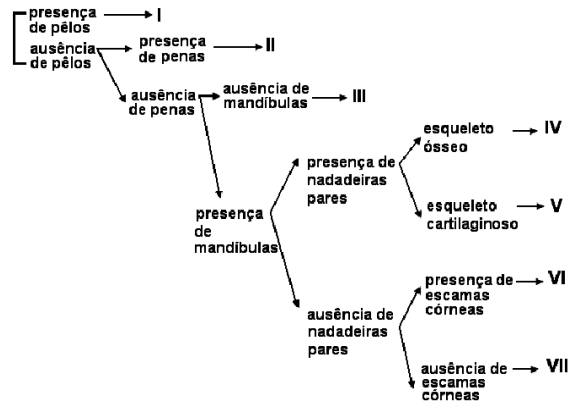 presença
de pêlos
I
ausência
de pêlos
presença
de penas
II
ausência
de penas
ausência de
mandíbulas
III
presença
de
mandíbulas
presença de
nadadeiras
pares
esqueleto
ósseo
IV
esqueleto
cartilaginoso
V
ausência de
nadadeiras
pares
presença de
escamas
córneas
VI
ausência de
escamas
córneas
VII